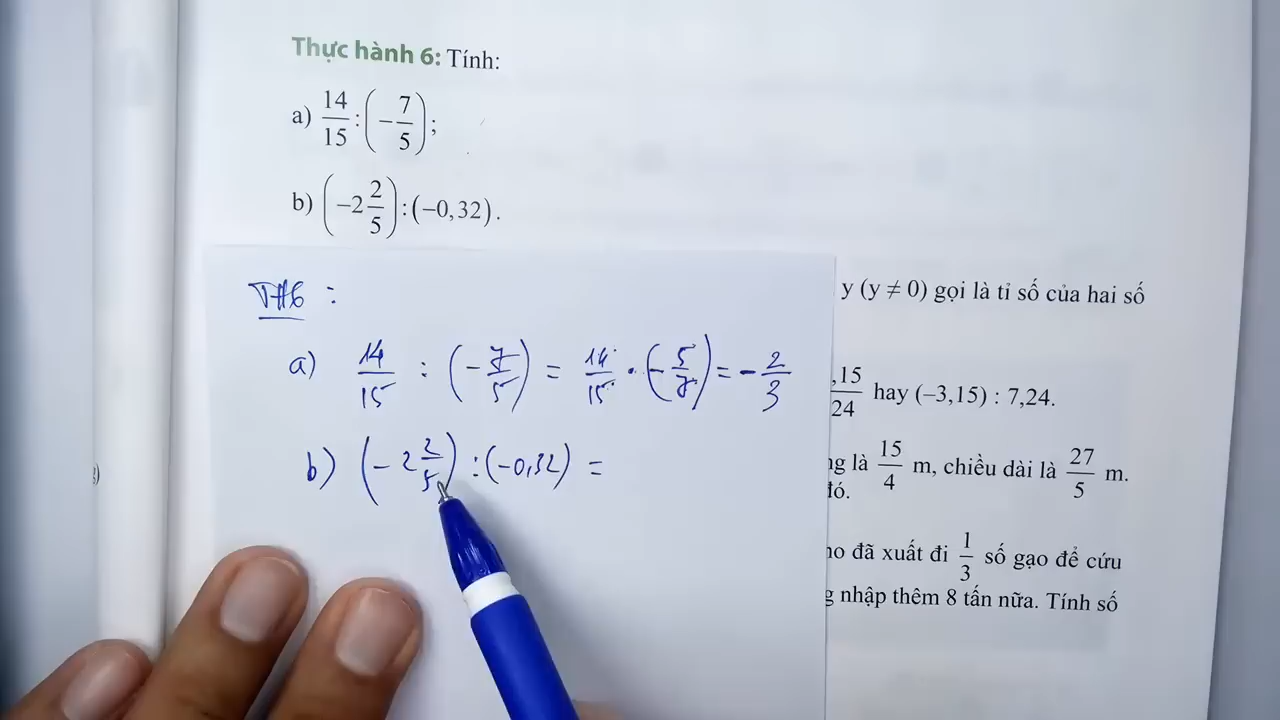 Thực hành 6: Tính:
a) 14/15 : (−7/5);
b) (−2 2/5) : (−0,32).
y (y ≠ 0) gọi là tỉ số của hai số
,15/24 hay (−3,15) : 7,24.
ng là 15/4 m, chiều dài là 27/5 m.
đó.
ho đã xuất đi 1/3 số gạo để cứu
g nhập thêm 8 tấn nữa. Tính số
TH6 :
a) 14/15 : (−7/5) = 14/15 . (−5/7) = −2/3
b) (−2 2/5) : (−0,32) =